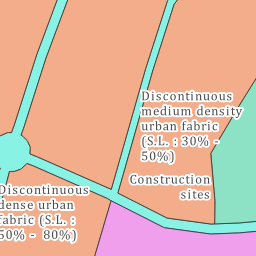 Discontinuous
medium density
urban fabric
(S.L. : 30% -
50%)
Construction
sites
Discontinuous
dense urban
fabric (S.L. :
50% -  80%)